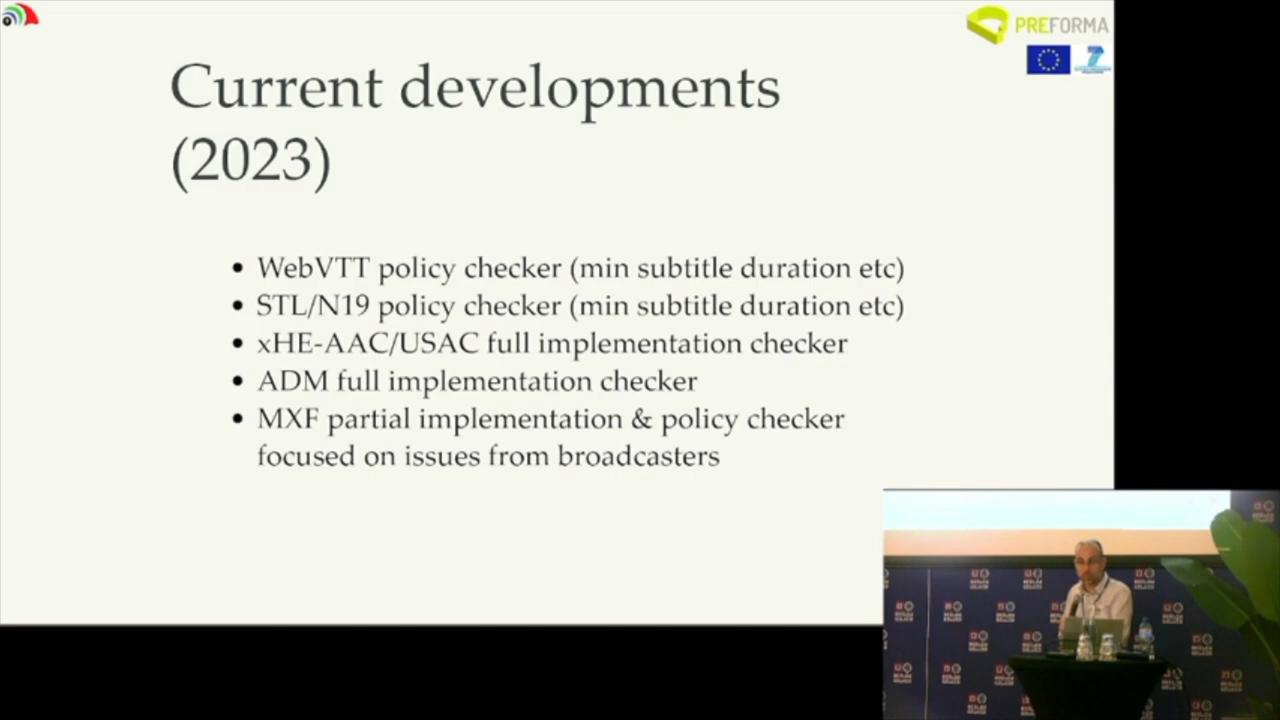 PREFORMA
Current developments
(2023)
• WebVTT policy checker (min subtitle duration etc)
• STL/N19 policy checker (min subtitle duration etc)
• xHE-AAC/USAC full implementation checker
• ADM full implementation checker
• MXF partial implementation & policy checker
focused on issues from broadcasters